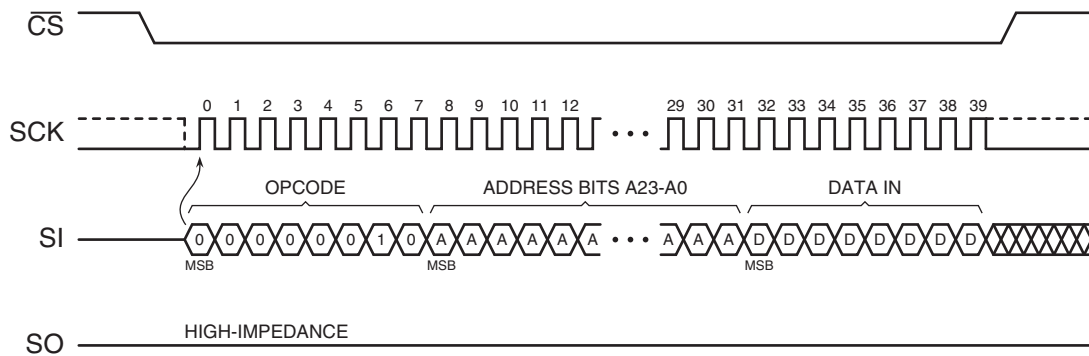 CS
0 1 2 3 4 5 6 7 8 9 10 11 12 29 30 31 32 33 34 35 36 37 38 39
SCK
OPCODE ADDRESS BITS A23-A0 DATA IN
SI 0 0 0 0 0 0 1 0 A A A A A A A A A D D D D D D D D
MSB MSB MSB
HIGH-IMPEDANCE
SO